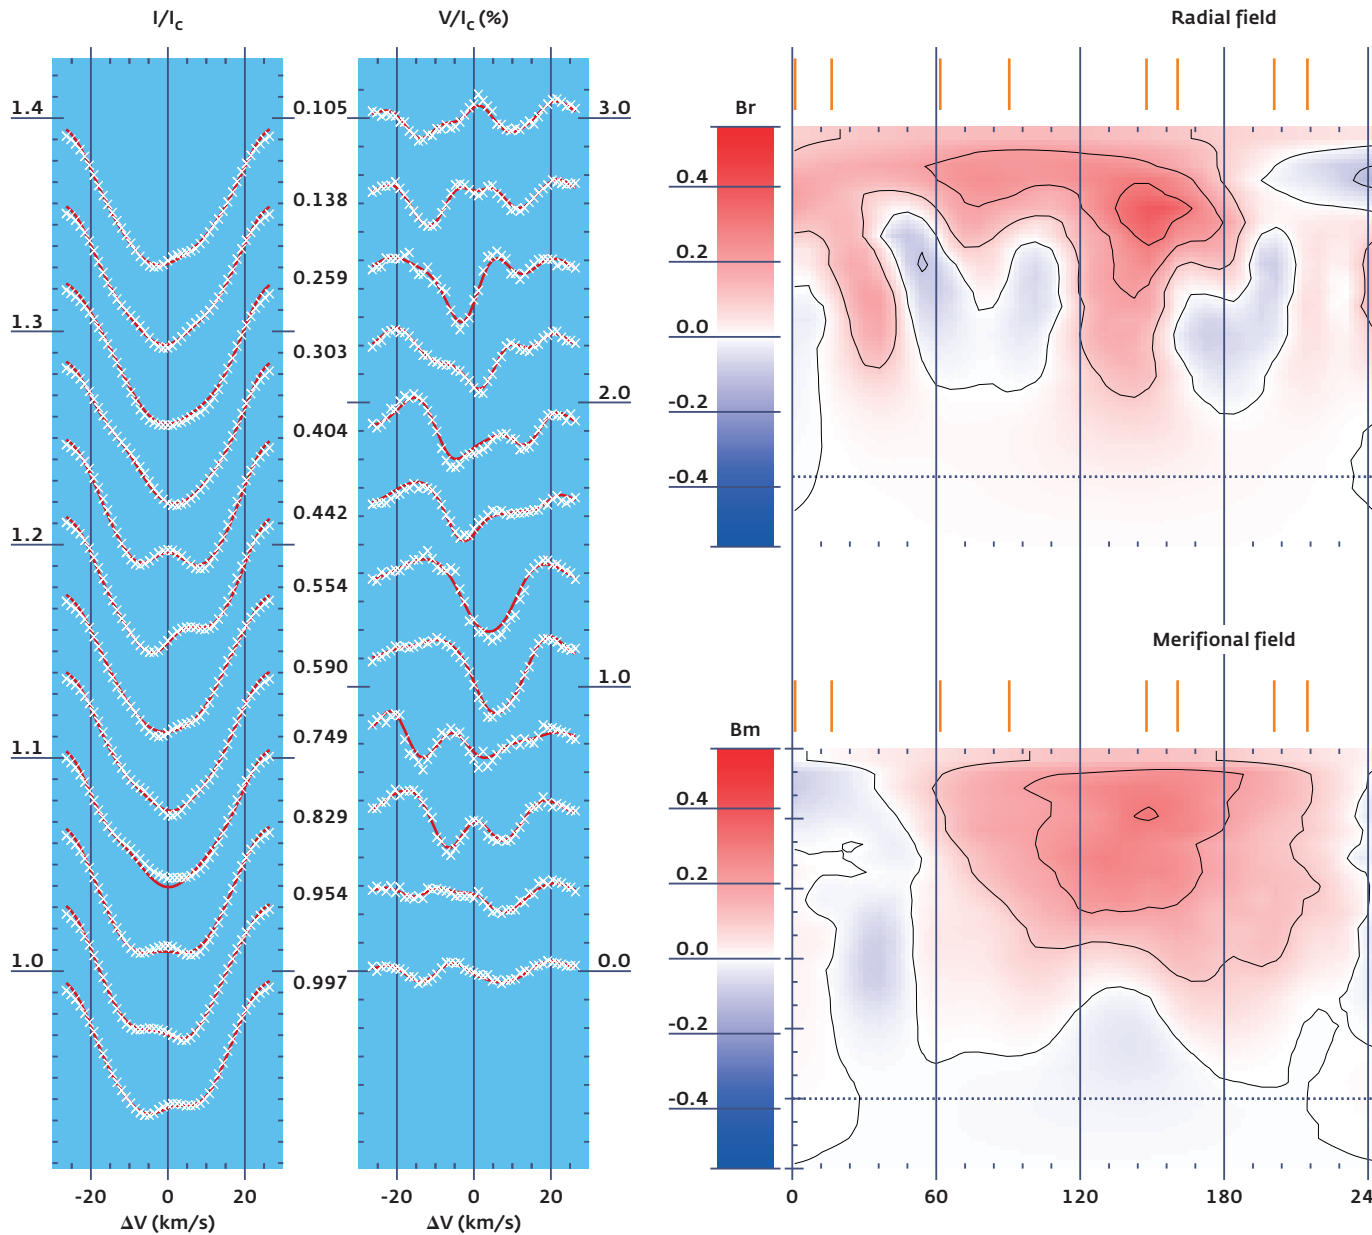 I/Ic
V/Ic (%)
Radial field
1.4
1.3
1.2
1.1
1.0
0.105
0.138
0.259
0.303
0.404
0.442
0.554
0.590
0.749
0.829
0.954
0.997
3.0
2.0
1.0
0.0
-20 0 20
ΔV (km/s)
-20 0 20
ΔV (km/s)
Br
0.4
0.2
0.0
-0.2
-0.4
Merifional field
Bm
0.4
0.2
0.0
-0.2
-0.4
0 60 120 180 24